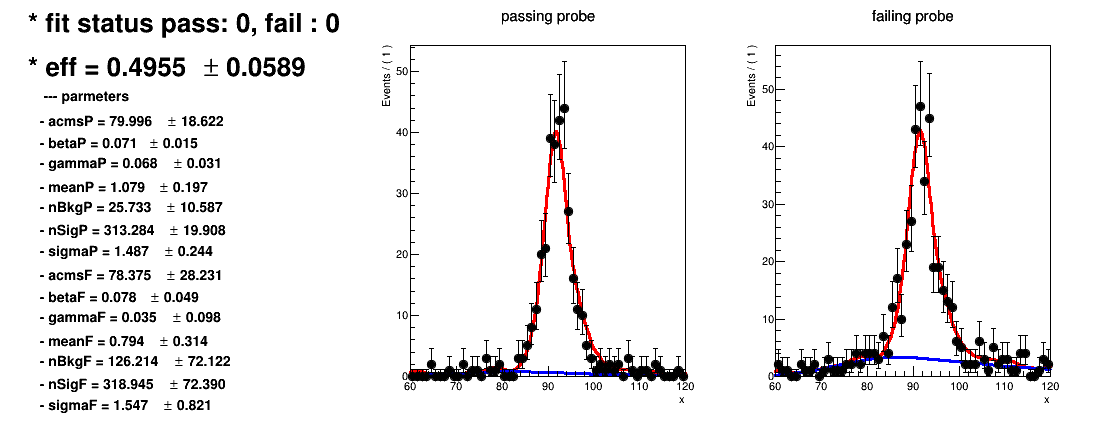 * fit status pass: 0, fail : 0
* eff = 0.4955 ± 0.0589
--- parmeters
- acmsP = 79.996 ± 18.622
- betaP = 0.071 ± 0.015
- gammaP = 0.068 ± 0.031
- meanP = 1.079 ± 0.197
- nBkgP = 25.733 ± 10.587
- nSigP = 313.284 ± 19.908
- sigmaP = 1.487 ± 0.244
- acmsF = 78.375 ± 28.231
- betaF = 0.078 ± 0.049
- gammaF = 0.035 ± 0.098
- meanF = 0.794 ± 0.314
- nBkgF = 126.214 ± 72.122
- nSigF = 318.945 ± 72.390
- sigmaF = 1.547 ± 0.821
passing probe
Events / ( 1 )
50
40
30
20
10
0
60 70 80 90 100 110 120
x
failing probe
Events / ( 1 )
50
40
30
20
10
0
60 70 80 90 100 110 120
x